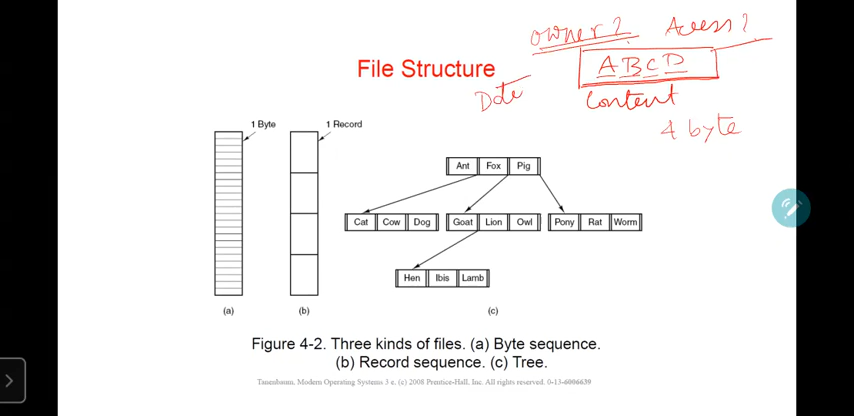 owner? Acess?
File Structure
ABCD
Date
Content
4 byte
1 Byte
1 Record
Ant Fox Pig
Cat Cow Dog Goat Lion Owl Pony Rat Worm
Hen Ibis Lamb
(a) (b) (c)
Figure 4-2. Three kinds of files. (a) Byte sequence.
(b) Record sequence. (c) Tree.
Tanenbaum, Modern Operating Systems 3 e, (c) 2008 Prentice-Hall, Inc. All rights reserved. 0-13-6006639